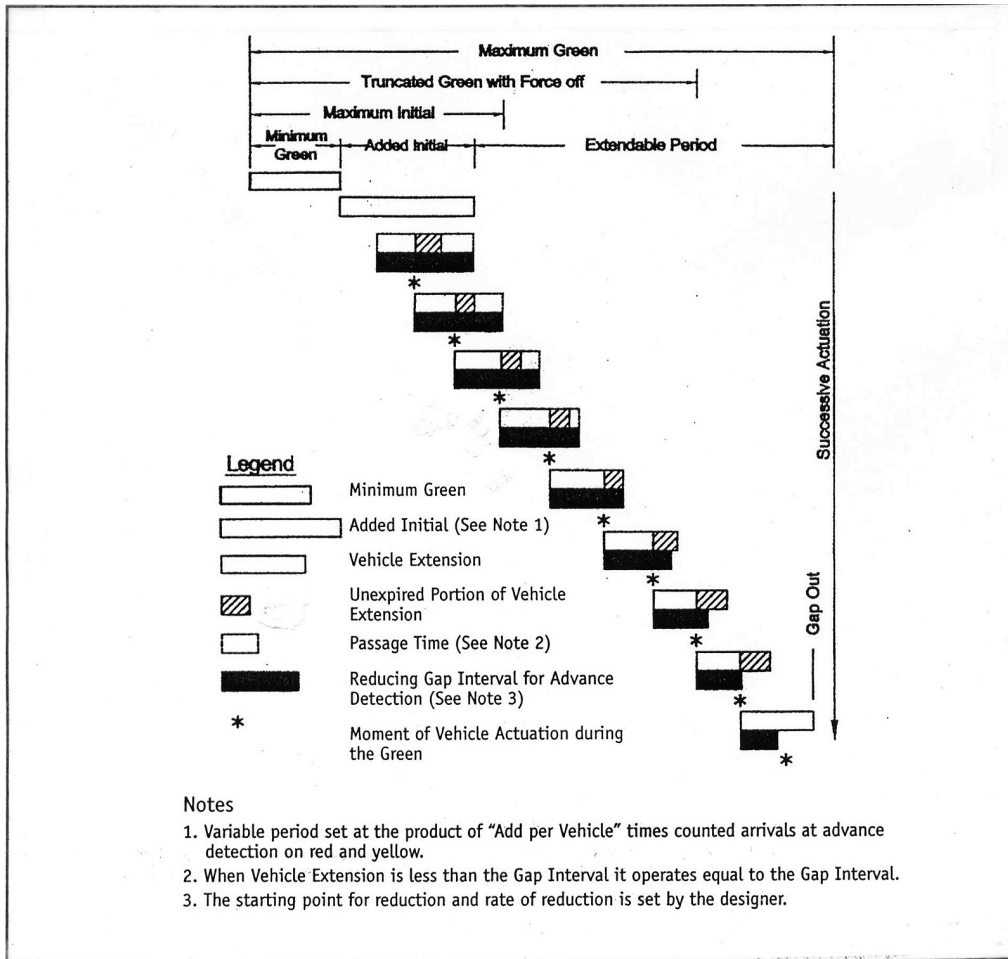 Maximum Green
Truncated Green with Force off
Maximum Initial
Minimum
Green
Added Initial
Extendable Period
*
*
*
*
*
*
*
*
*
*
Successive Actuation
Gap Out
Legend
Minimum Green
Added Initial (See Note 1)
Vehicle Extension
Unexpired Portion of Vehicle
Extension
Passage Time (See Note 2)
Reducing Gap Interval for Advance
Detection (See Note 3)
*
Moment of Vehicle Actuation during
the Green
Notes
1. Variable period set at the product of “Add per Vehicle” times counted arrivals at advance
detection on red and yellow.
2. When Vehicle Extension is less than the Gap Interval it operates equal to the Gap Interval.
3. The starting point for reduction and rate of reduction is set by the designer.